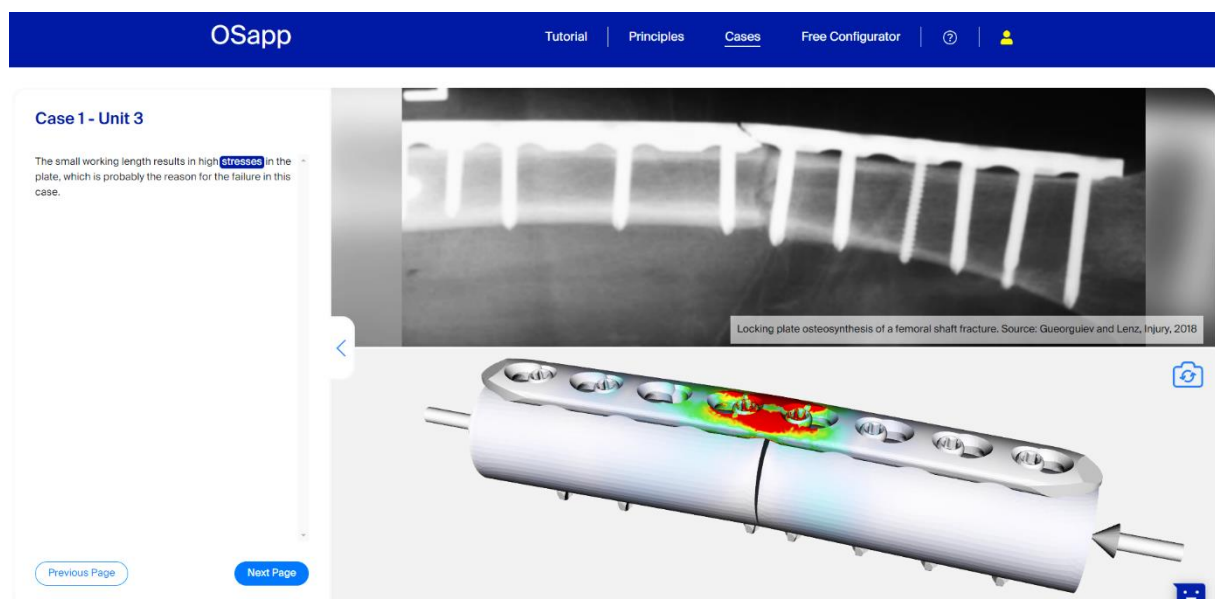 OSapp
Tutorial
Principles
Cases
Free Configurator
?
Case 1 - Unit 3
The small working length results in high stresses in the
plate, which is probably the reason for the failure in this
case.
Locking plate osteosynthesis of a femoral shaft fracture. Source: Gueorguiev and Lenz, Injury, 2018
Previous Page
Next Page